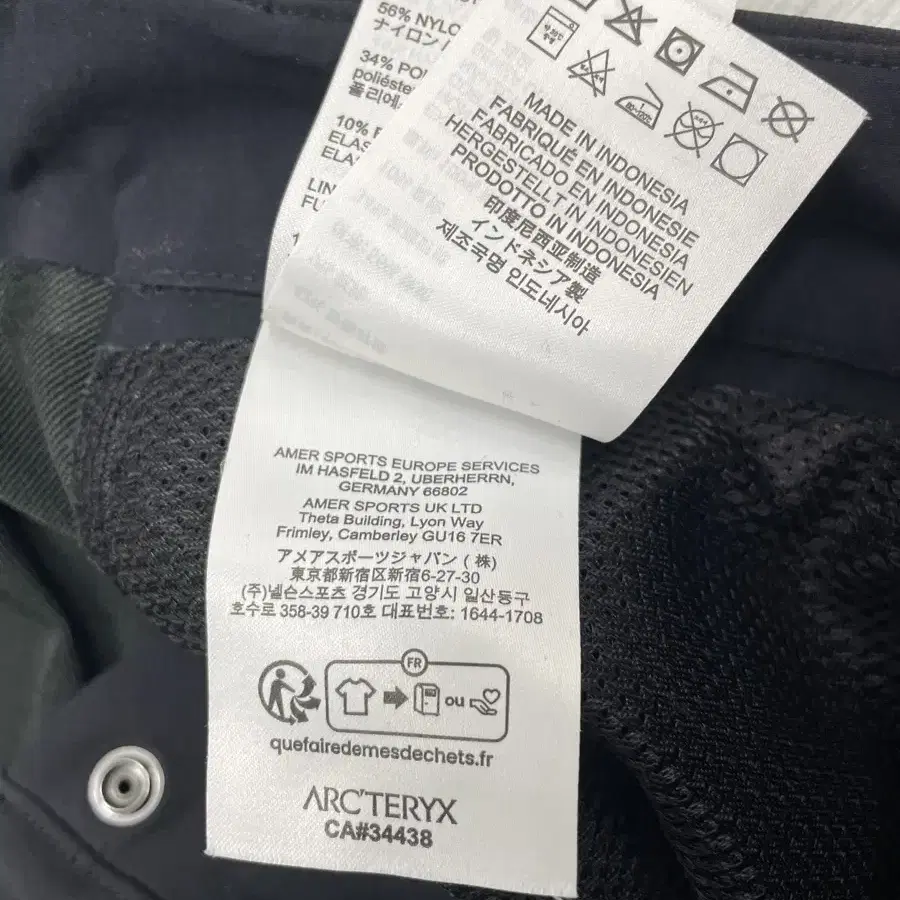 56% NYLO
ナイロン /
34% PO
poliéste
폴리에
10%
ELAS
ELA
LIN
FU
MADE IN INDONESIA
FABRIQUÉ EN INDONÉSIE
FABRICADO EN INDONESIA
HERGESTELLT IN INDONESIEN
PRODOTTO IN INDONESIA
印度尼西亚制造
インドネシア製
제조국명 인도네시아
AMER SPORTS EUROPE SERVICES
IM HASFELD 2, UBERHERRN,
GERMANY 66802
AMER SPORTS UK LTD
Theta Building, Lyon Way
Frimley, Camberley GU16 7ER
アメアスポーツジャパン (株)
東京都新宿区新宿6-27-30
(주)넬슨스포츠 경기도 고양시 일산동구
호수로 358-39 710호 대표번호: 1644-1708
FR
ou
quefairedemesdechets.fr
ARC'TERYX
CA#34438